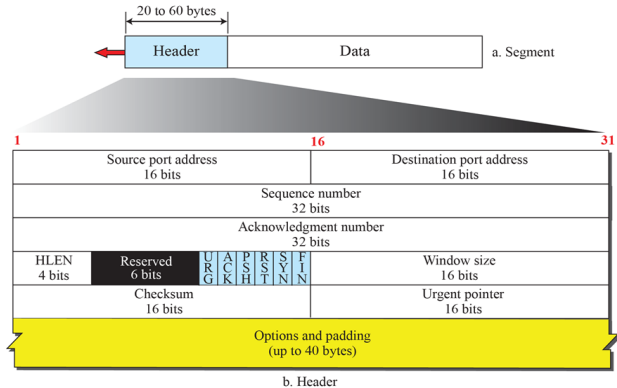 20 to 60 bytes
Header
Data
a. Segment
1
16
31
Source port address
16 bits
Destination port address
16 bits
Sequence number
32 bits
Acknowledgment number
32 bits
HLEN
4 bits
Reserved
6 bits
URG
ACK
PSH
RST
SYN
FIN
Window size
16 bits
Checksum
16 bits
Urgent pointer
16 bits
Options and padding
(up to 40 bytes)
b. Header